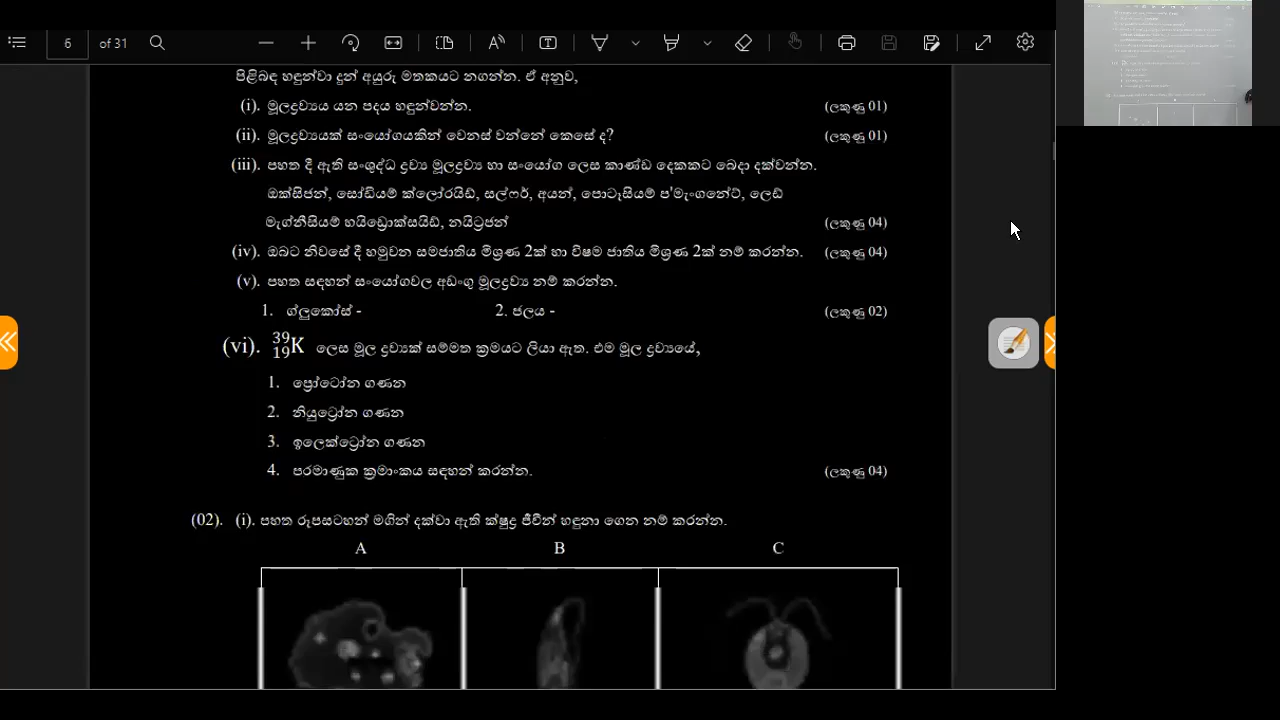 6 of 31
පිළිබඳ හඳුන්වා දුන් අයුරු මතකයට නගන්න. ඒ අනුව,
(i). මූලද්‍රව්‍යය යන පදය හඳුන්වන්න. (ලකුණු 01)
(ii). මූලද්‍රව්‍යයක් සංයෝගයකින් වෙනස් වන්නේ කෙසේ ද? (ලකුණු 01)
(iii). පහත දී ඇති සංශුද්ධ ද්‍රව්‍ය මූලද්‍රව්‍ය හා සංයෝග ලෙස කාණ්ඩ දෙකකට බෙදා දක්වන්න.
ඔක්සිජන්, සෝඩියම් ක්ලෝරයිඩ්, සල්ෆර්, අයන්, පොටෑසියම් ප'මැංගනේට්, ලෙඩ්
මැග්නීසියම් හයිඩ්‍රොක්සයිඩ්, නයිට්‍රජන් (ලකුණු 04)
(iv). ඔබට නිවසේ දී හමුවන සමජාතිය මිශ්‍රණ 2ක් හා විෂම ජාතිය මිශ්‍රණ 2ක් නම් කරන්න. (ලකුණු 04)
(v). පහත සඳහන් සංයෝගවල අඩංගු මූලද්‍රව්‍ය නම් කරන්න.
1. ග්ලුකෝස් - 2. ජලය - (ලකුණු 02)
(vi). ³⁹₁₉K ලෙස මූල ද්‍රව්‍යක් සම්මත ක්‍රමයට ලියා ඇත. එම මූල ද්‍රව්‍යයේ,
1. ප්‍රෝටෝන ගණන
2. නියුට්‍රෝන ගණන
3. ඉලෙක්ට්‍රෝන ගණන
4. පරමාණුක ක්‍රමාංකය සඳහන් කරන්න. (ලකුණු 04)
(02). (i). පහත රූපසටහන් මගින් දක්වා ඇති ක්ෂුද්‍ර ජීවීන් හඳුනා ගෙන නම් කරන්න.
A B C